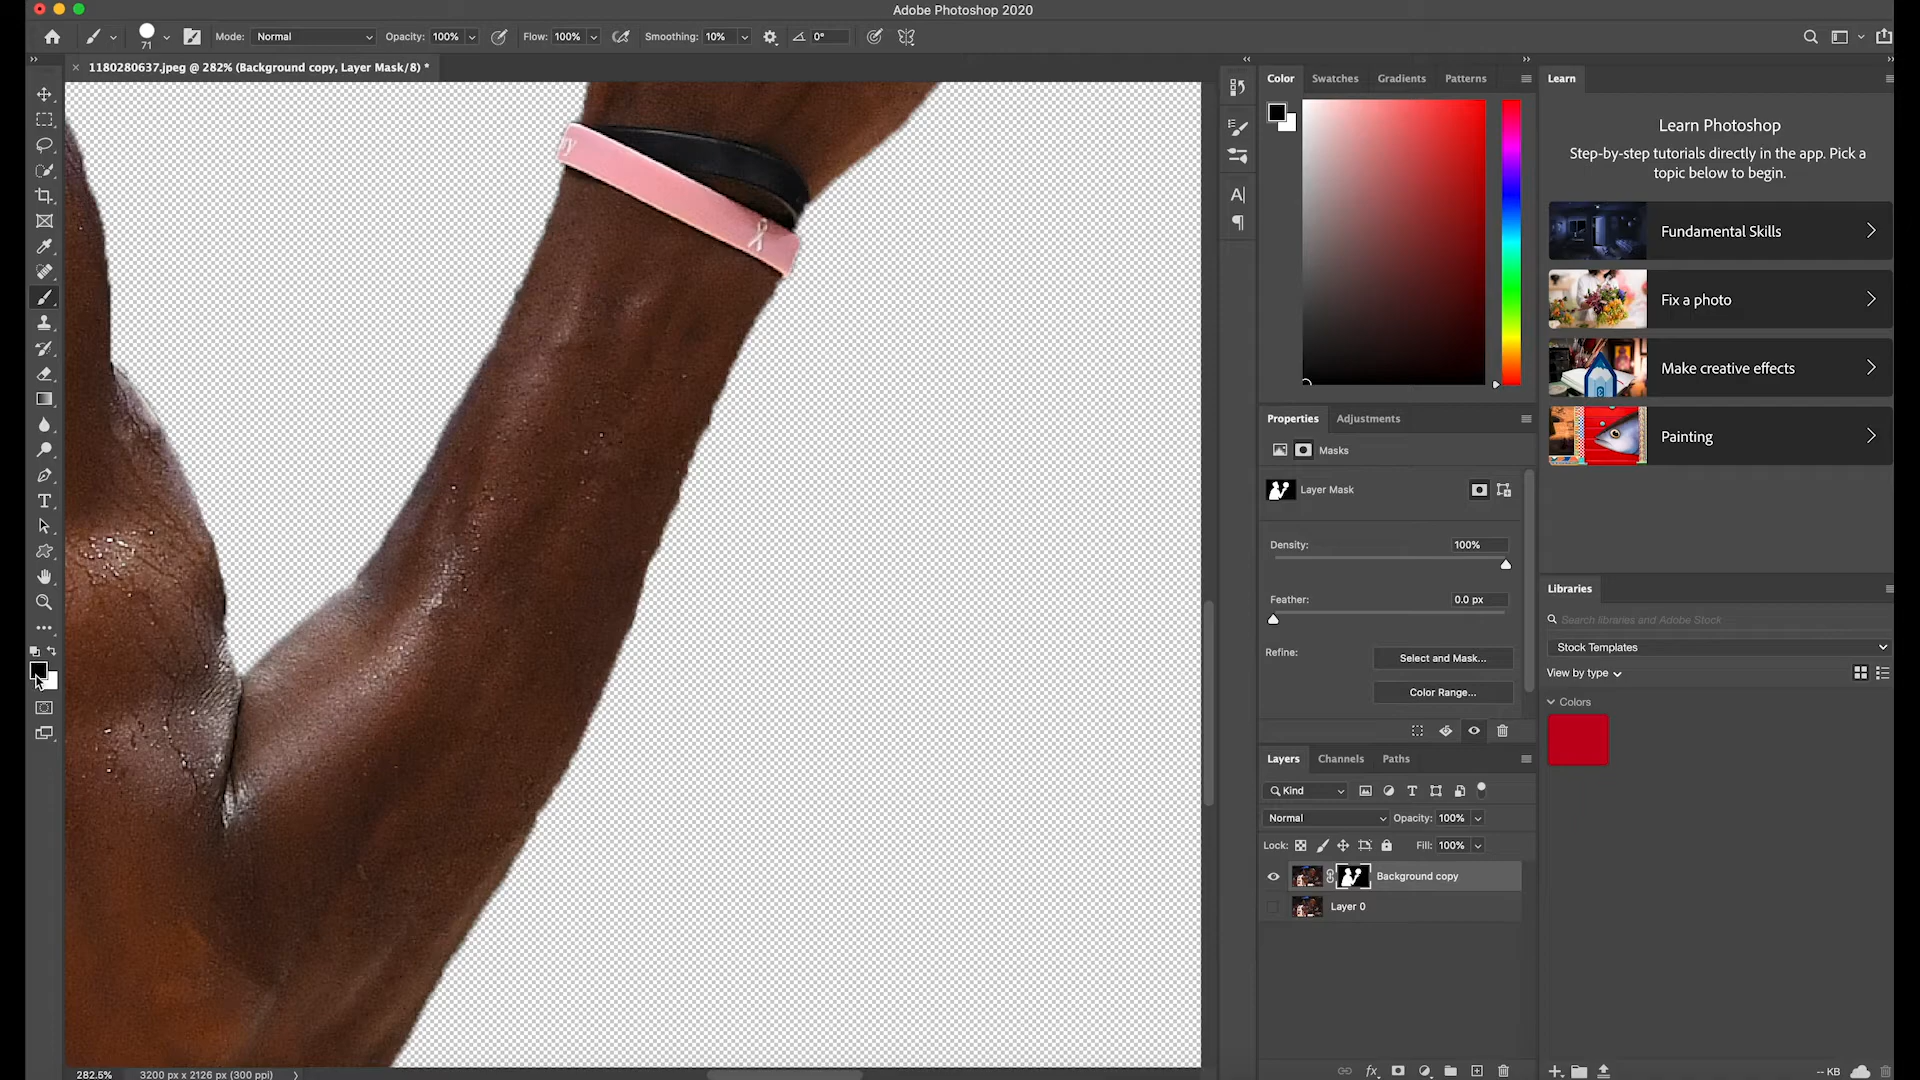 Adobe Photoshop 2020
71
Mode: Normal
Opacity: 100%
Flow: 100%
Smoothing: 10%
0°
1180280637.jpeg @ 282% (Background copy, Layer Mask/8) *
Color Swatches Gradients Patterns
Learn
Learn Photoshop
Step-by-step tutorials directly in the app. Pick a
topic below to begin.
Fundamental Skills
Fix a photo
Make creative effects
Painting
Properties Adjustments
Masks
Layer Mask
Density: 100%
Feather: 0.0 px
Refine:
Select and Mask...
Color Range...
Layers Channels Paths
Kind
Normal
Opacity: 100%
Lock:
Fill: 100%
Background copy
Layer 0
Libraries
Search libraries and Adobe Stock
Stock Templates
View by type
Colors
-- KB
282.5%
3200 px x 2126 px (300 ppi)